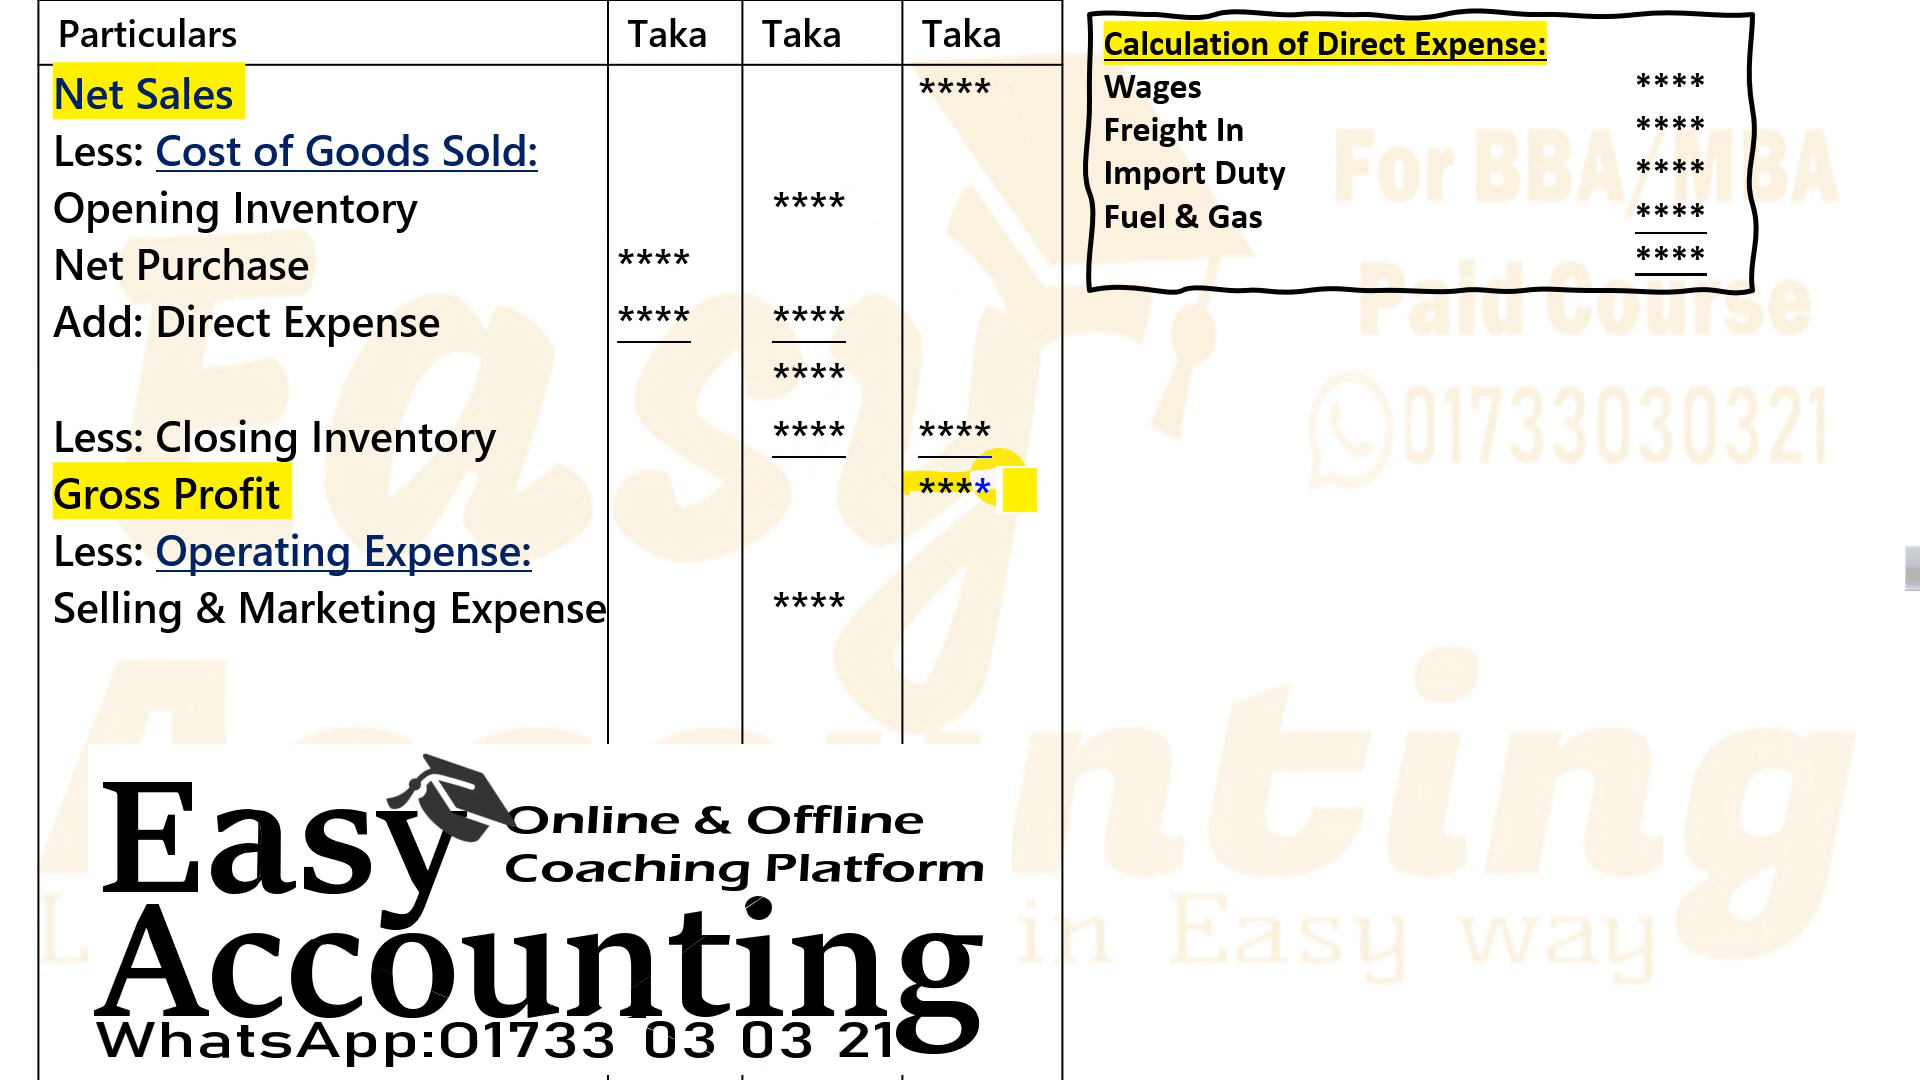 Particulars Taka Taka Taka
Net Sales ****
Less: Cost of Goods Sold:
Opening Inventory ****
Net Purchase ****
Add: Direct Expense **** ****
****
Less: Closing Inventory **** ****
Gross Profit ****
Less: Operating Expense:
Selling & Marketing Expense ****
Calculation of Direct Expense:
Wages ****
Freight In ****
Import Duty ****
Fuel & Gas ****
****
For BBA/MBA
Paid Course
01733030321
Easy
Online & Offline
Coaching Platform
Accounting
WhatsApp:01733 03 03 21
Easy
nting
in Easy way